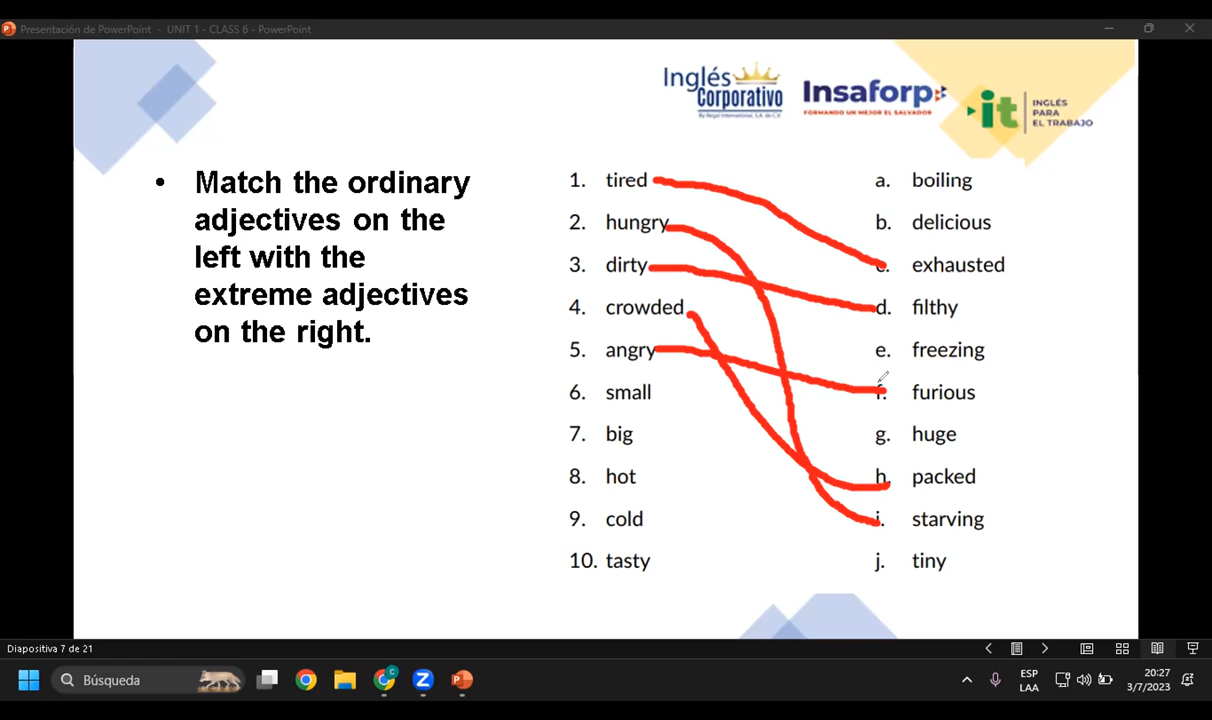 Presentación de PowerPoint - UNIT 1 - CLASS 6 - PowerPoint
Inglés
Corporativo
By Regal International, S.A. de C.V.
Insaforp
FORMANDO UN MEJOR EL SALVADOR
it
INGLÉS
PARA
EL TRABAJO
• Match the ordinary
adjectives on the
left with the
extreme adjectives
on the right.
1. tired
2. hungry
3. dirty
4. crowded
5. angry
6. small
7. big
8. hot
9. cold
10. tasty
a. boiling
b. delicious
c. exhausted
d. filthy
e. freezing
f. furious
g. huge
h. packed
i. starving
j. tiny
Diapositiva 7 de 21
Búsqueda
ESP
LAA
20:27
3/7/2023